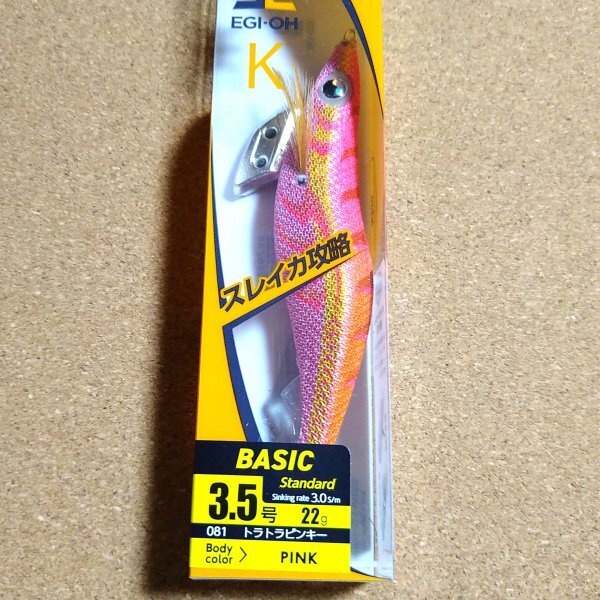 EGI-OH
K
スレイカ攻略
BASIC
Standard
3.5号
Sinking rate 3.0 s/m
22g
081 トラトラピンキー
Body color > PINK